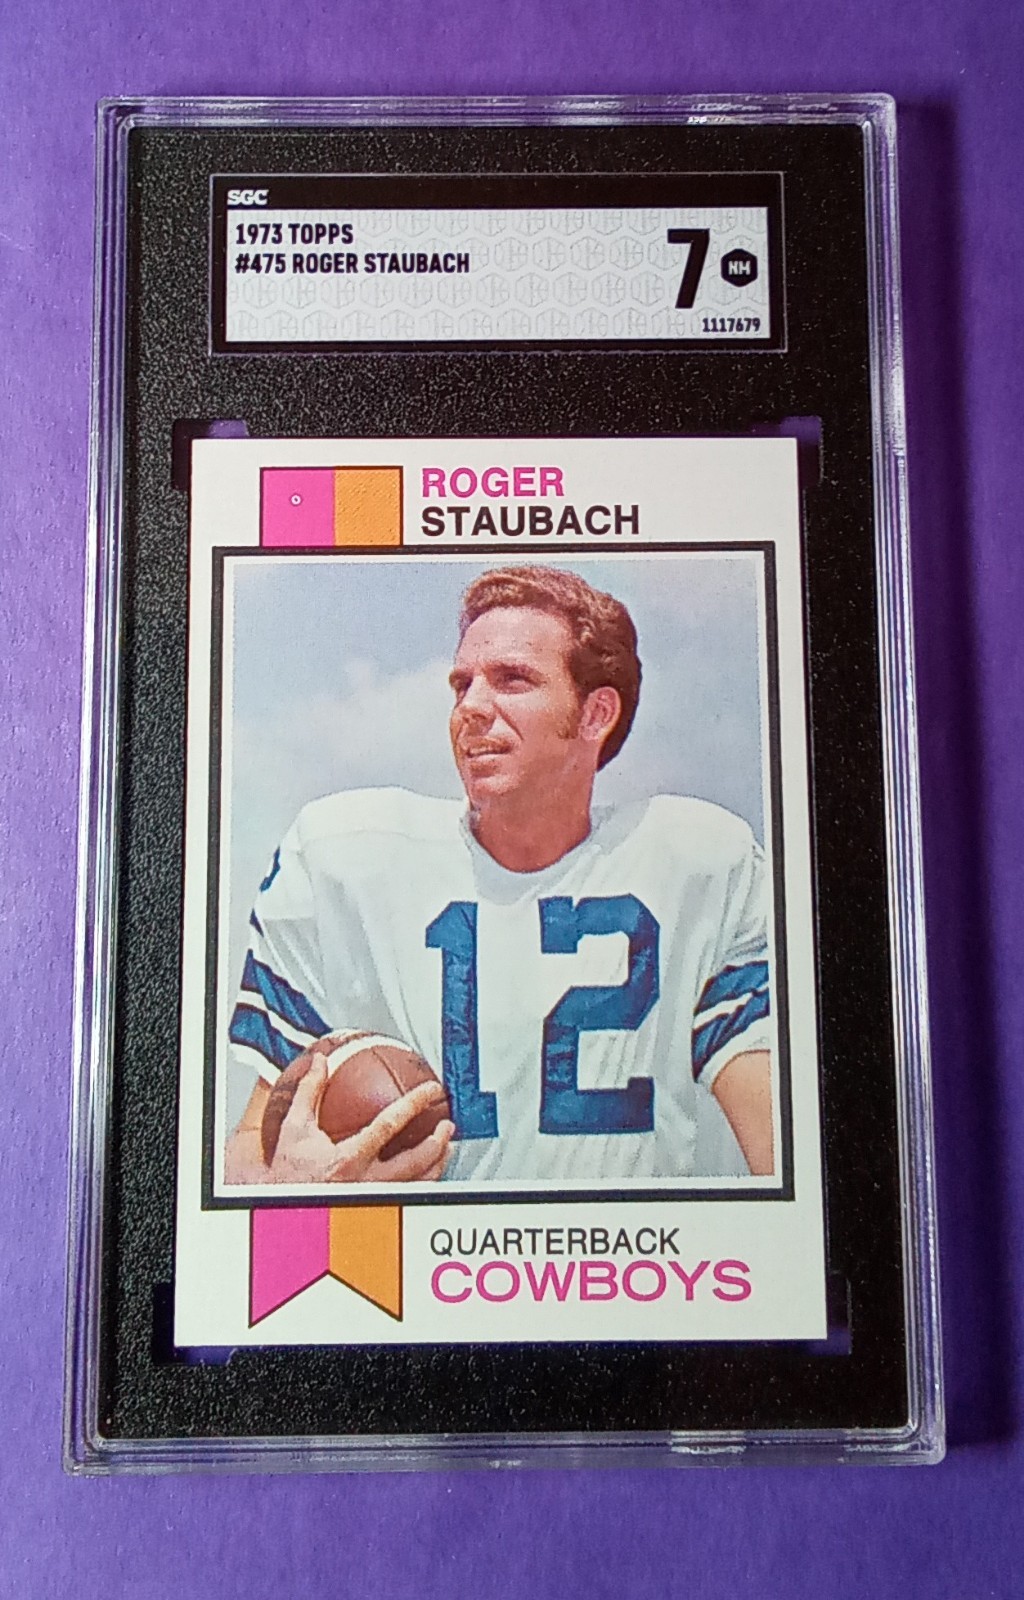 SGC
1973 TOPPS
#475 ROGER STAUBACH
7 NM
1117679
ROGER
STAUBACH
12
QUARTERBACK
COWBOYS